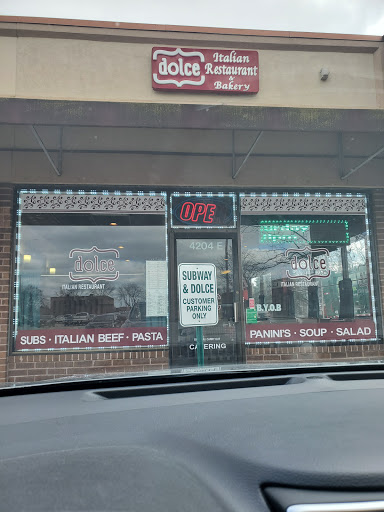 dolce
Italian
Restaurant
&
Bakery
OPE
4204 E
dolce
ITALIAN RESTAURANT
dolce
ITALIAN RESTAURANT
SUBWAY
& DOLCE
CUSTOMER
PARKING
ONLY
B.Y.O.B
SUBS • ITALIAN BEEF • PASTA
PANINI'S • SOUP • SALAD
CATERING